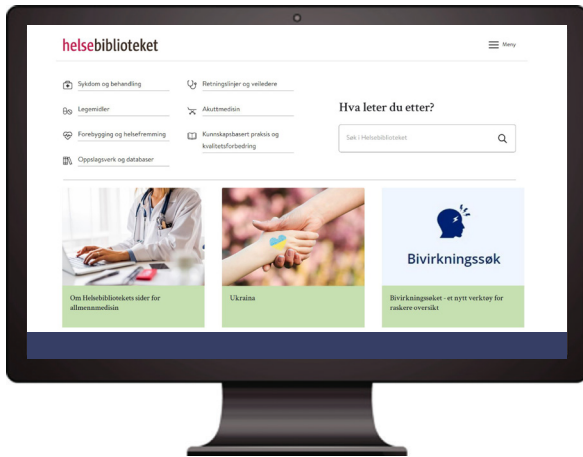 helsebiblioteket
Meny
Sykdom og behandling
Legemidler
Forebygging og helsefremming
Oppslagsverk og databaser
Retningslinjer og veiledere
Akuttmedisin
Kunnskapsbasert praksis og
kvalitetsforbedring
Hva leter du etter?
Søk i Helsebiblioteket
Om Helsebibliotekets sider for
allmennmedisin
Ukraina
Bivirkningssøk
Bivirkningssøket - et nytt verktøy for
raskere oversikt